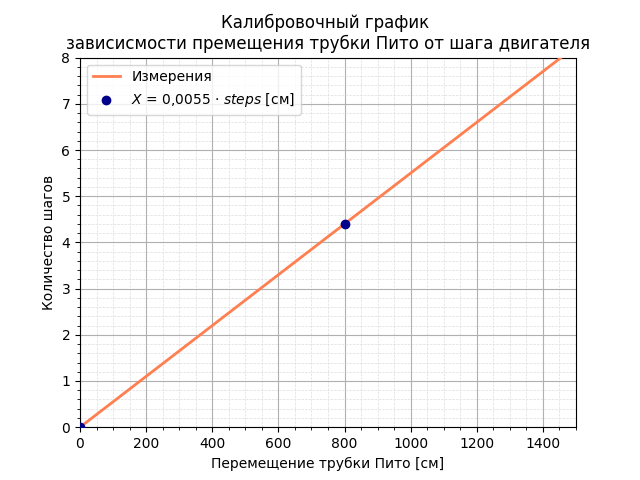 Калибровочный график
зависисмости премещения трубки Пито от шага двигателя
Измерения
X = 0,0055 · steps [см]
8
7
6
5
4
3
2
1
0
Количество шагов
0 200 400 600 800 1000 1200 1400
Перемещение трубки Пито [см]